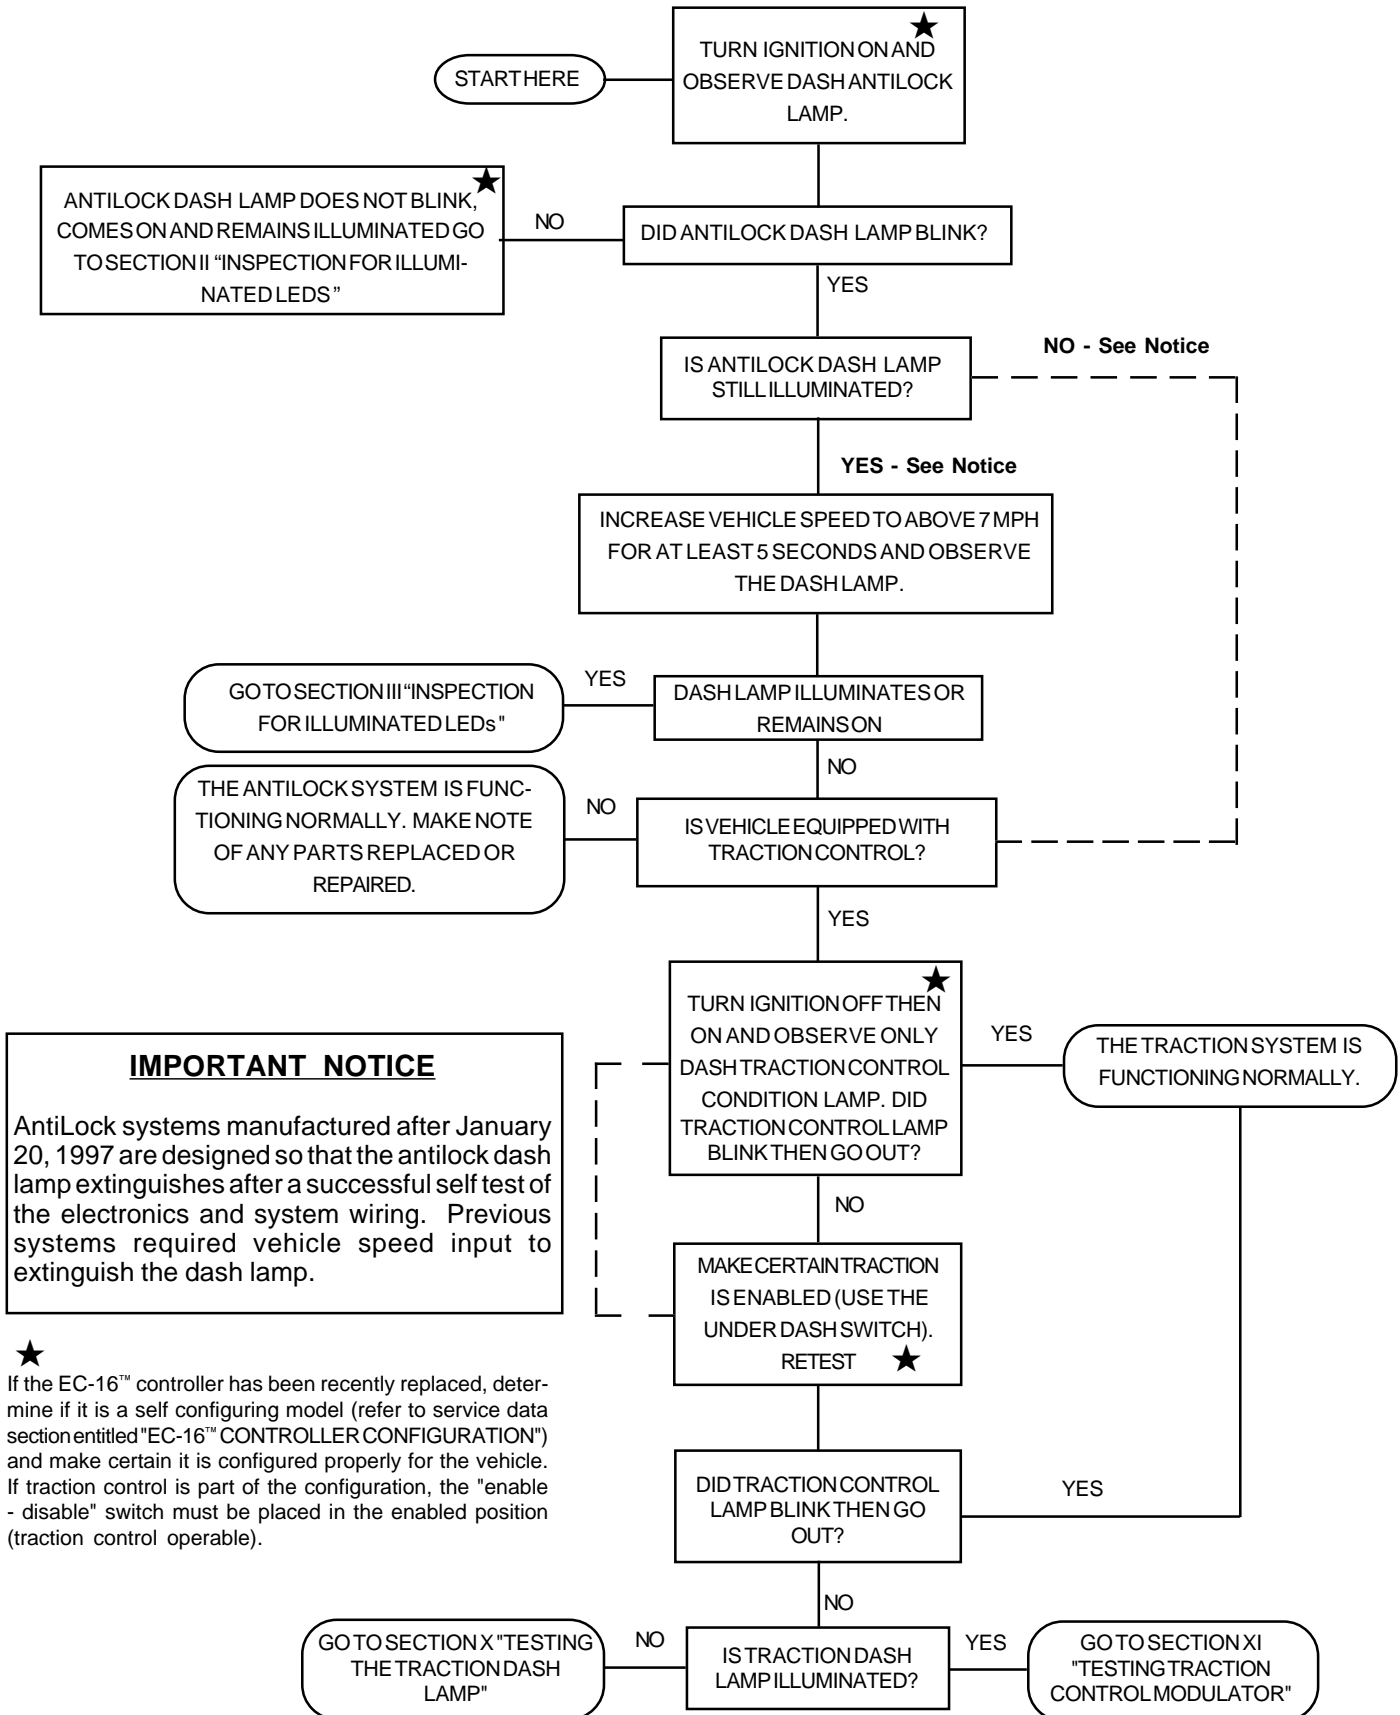 START HERE
TURN IGNITION ON AND
OBSERVE DASH ANTILOCK
LAMP.
ANTILOCK DASH LAMP DOES NOT BLINK,
COMES ON AND REMAINS ILLUMINATED GO
TO SECTION II “INSPECTION FOR ILLUMI-
NATED LEDS”
NO
DID ANTILOCK DASH LAMP BLINK?
YES
IS ANTILOCK DASH LAMP
STILL ILLUMINATED?
NO - See Notice
YES - See Notice
INCREASE VEHICLE SPEED TO ABOVE 7 MPH
FOR AT LEAST 5 SECONDS AND OBSERVE
THE DASH LAMP.
GO TO SECTION III “INSPECTION
FOR ILLUMINATED LEDs"
YES
DASH LAMP ILLUMINATES OR
REMAINS ON
NO
THE ANTILOCK SYSTEM IS FUNC-
TIONING NORMALLY. MAKE NOTE
OF ANY PARTS REPLACED OR
REPAIRED.
NO
IS VEHICLE EQUIPPED WITH
TRACTION CONTROL?
YES
TURN IGNITION OFF THEN
ON AND OBSERVE ONLY
DASH TRACTION CONTROL
CONDITION LAMP. DID
TRACTION CONTROL LAMP
BLINK THEN GO OUT?
YES
THE TRACTION SYSTEM IS
FUNCTIONING NORMALLY.
NO
IMPORTANT NOTICE
AntiLock systems manufactured after January
20, 1997 are designed so that the antilock dash
lamp extinguishes after a successful self test of
the electronics and system wiring. Previous
systems required vehicle speed input to
extinguish the dash lamp.
MAKE CERTAIN TRACTION
IS ENABLED (USE THE
UNDER DASH SWITCH).
RETEST
If the EC-16™ controller has been recently replaced, deter-
mine if it is a self configuring model (refer to service data
section entitled "EC-16™ CONTROLLER CONFIGURATION")
and make certain it is configured properly for the vehicle.
If traction control is part of the configuration, the "enable
- disable" switch must be placed in the enabled position
(traction control operable).
DID TRACTION CONTROL
LAMP BLINK THEN GO
OUT?
YES
NO
GO TO SECTION X "TESTING
THE TRACTION DASH
LAMP"
NO
IS TRACTION DASH
LAMP ILLUMINATED?
YES
GO TO SECTION XI
"TESTING TRACTION
CONTROL MODULATOR"